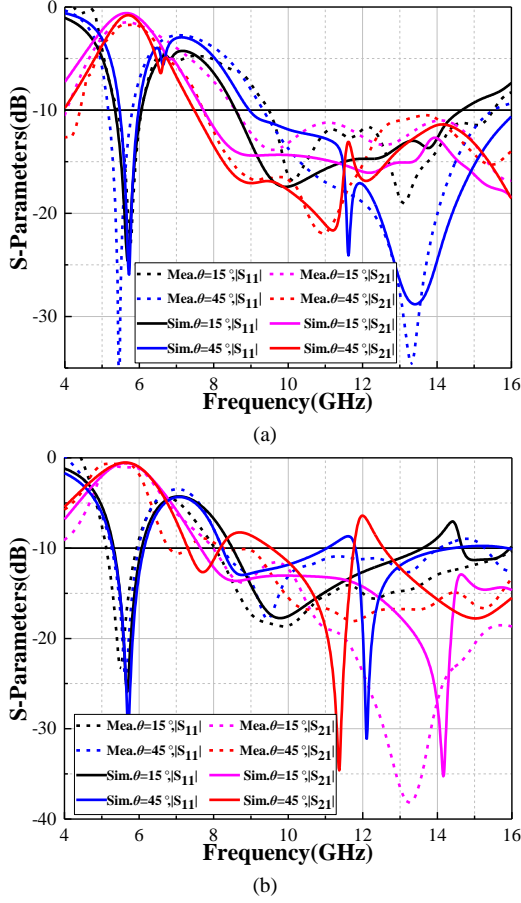 0
-10
-20
-30
S-Parameters(dB)
Mea.θ=15 °,|S11| Mea.θ=15 °,|S21|
Mea.θ=45 °,|S11| Mea.θ=45 °,|S21|
Sim.θ=15 °,|S11| Sim.θ=15 °,|S21|
Sim.θ=45 °,|S11| Sim.θ=45 °,|S21|
4 6 8 10 12 14 16
Frequency(GHz)
(a)
0
-10
-20
-30
-40
S-Parameters(dB)
Mea.θ=15 °,|S11| Mea.θ=15 °,|S21|
Mea.θ=45 °,|S11| Mea.θ=45 °,|S21|
Sim.θ=15 °,|S11| Sim.θ=15 °,|S21|
Sim.θ=45 °,|S11| Sim.θ=45 °,|S21|
4 6 8 10 12 14 16
Frequency(GHz)
(b)